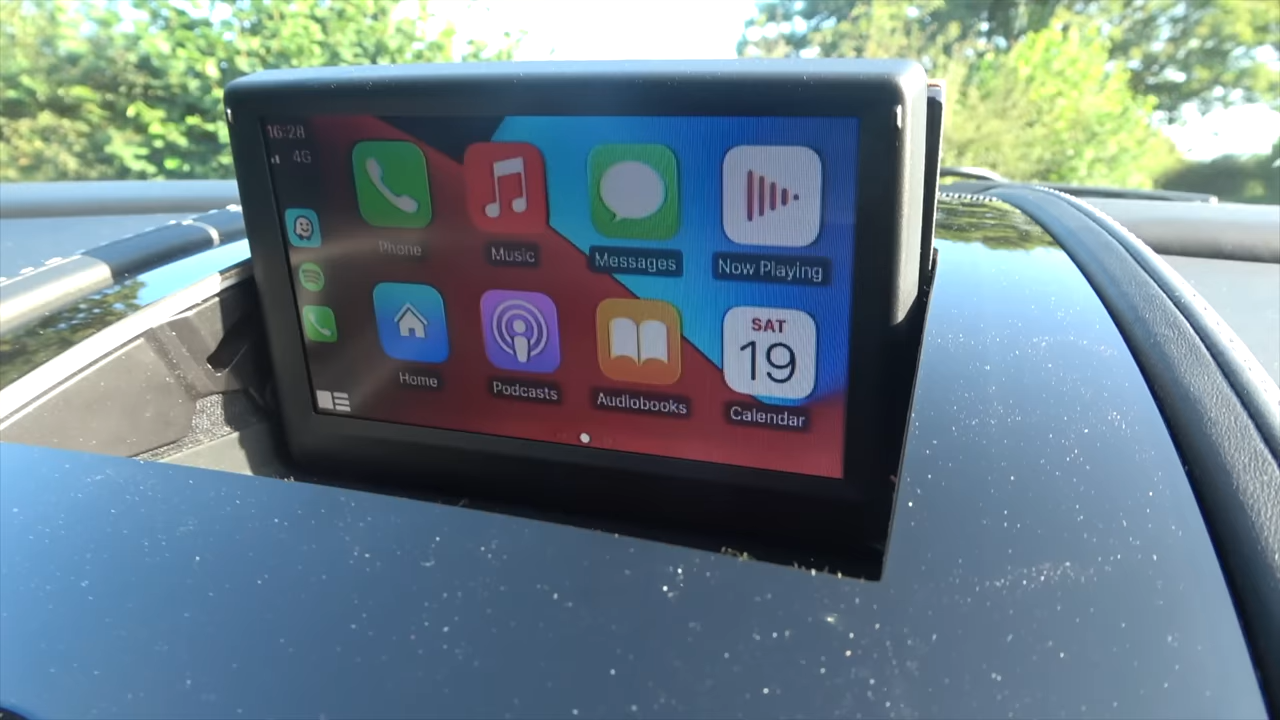 16:28
4G
Phone
Music
Messages
Now Playing
Home
Podcasts
Audiobooks
SAT
19
Calendar